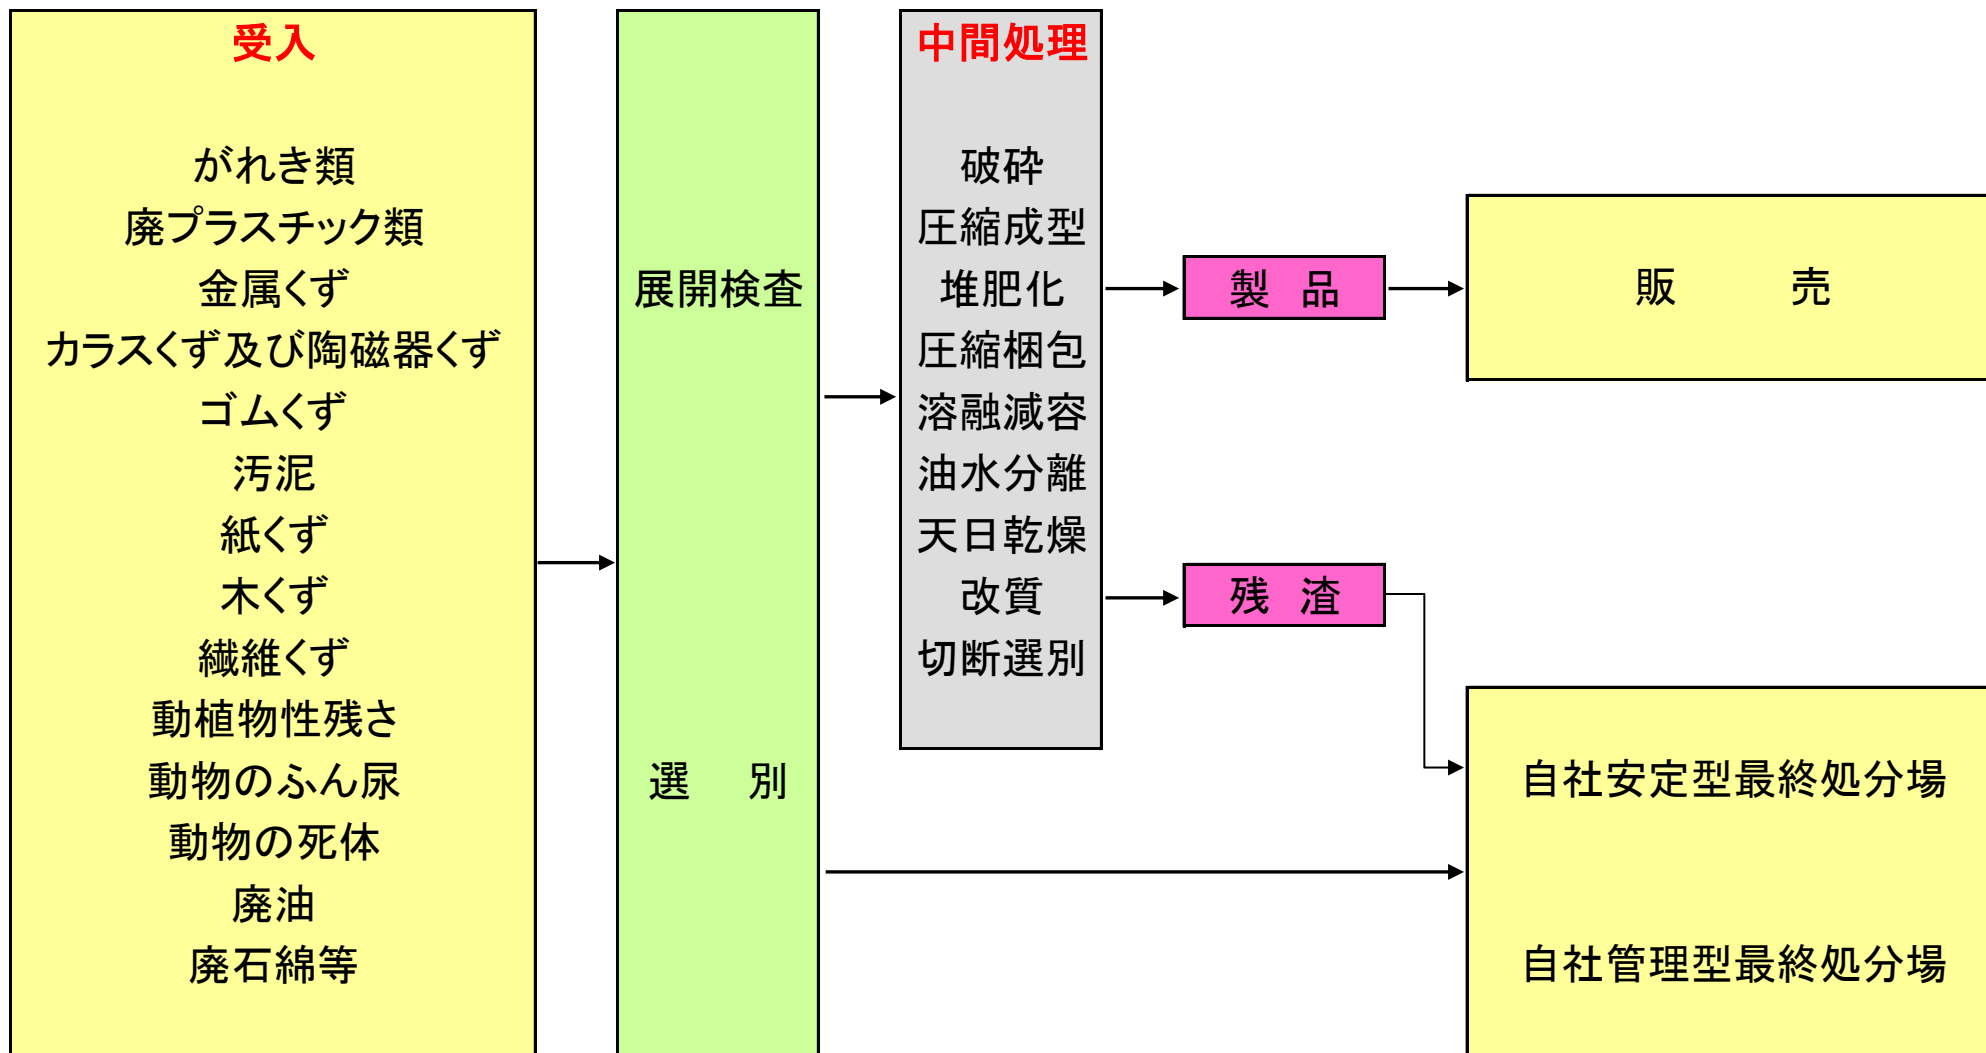 受入
がれき類
廃プラスチック類
金属くず
カラスくず及び陶磁器くず
ゴムくず
汚泥
紙くず
木くず
繊維くず
動植物性残さ
動物のふん尿
動物の死体
廃油
廃石綿等
展開検査
選 別
中間処理
破砕
圧縮成型
堆肥化
圧縮梱包
溶融減容
油水分離
天日乾燥
改質
切断選別
製 品
残 渣
販 売
自社安定型最終処分場
自社管理型最終処分場